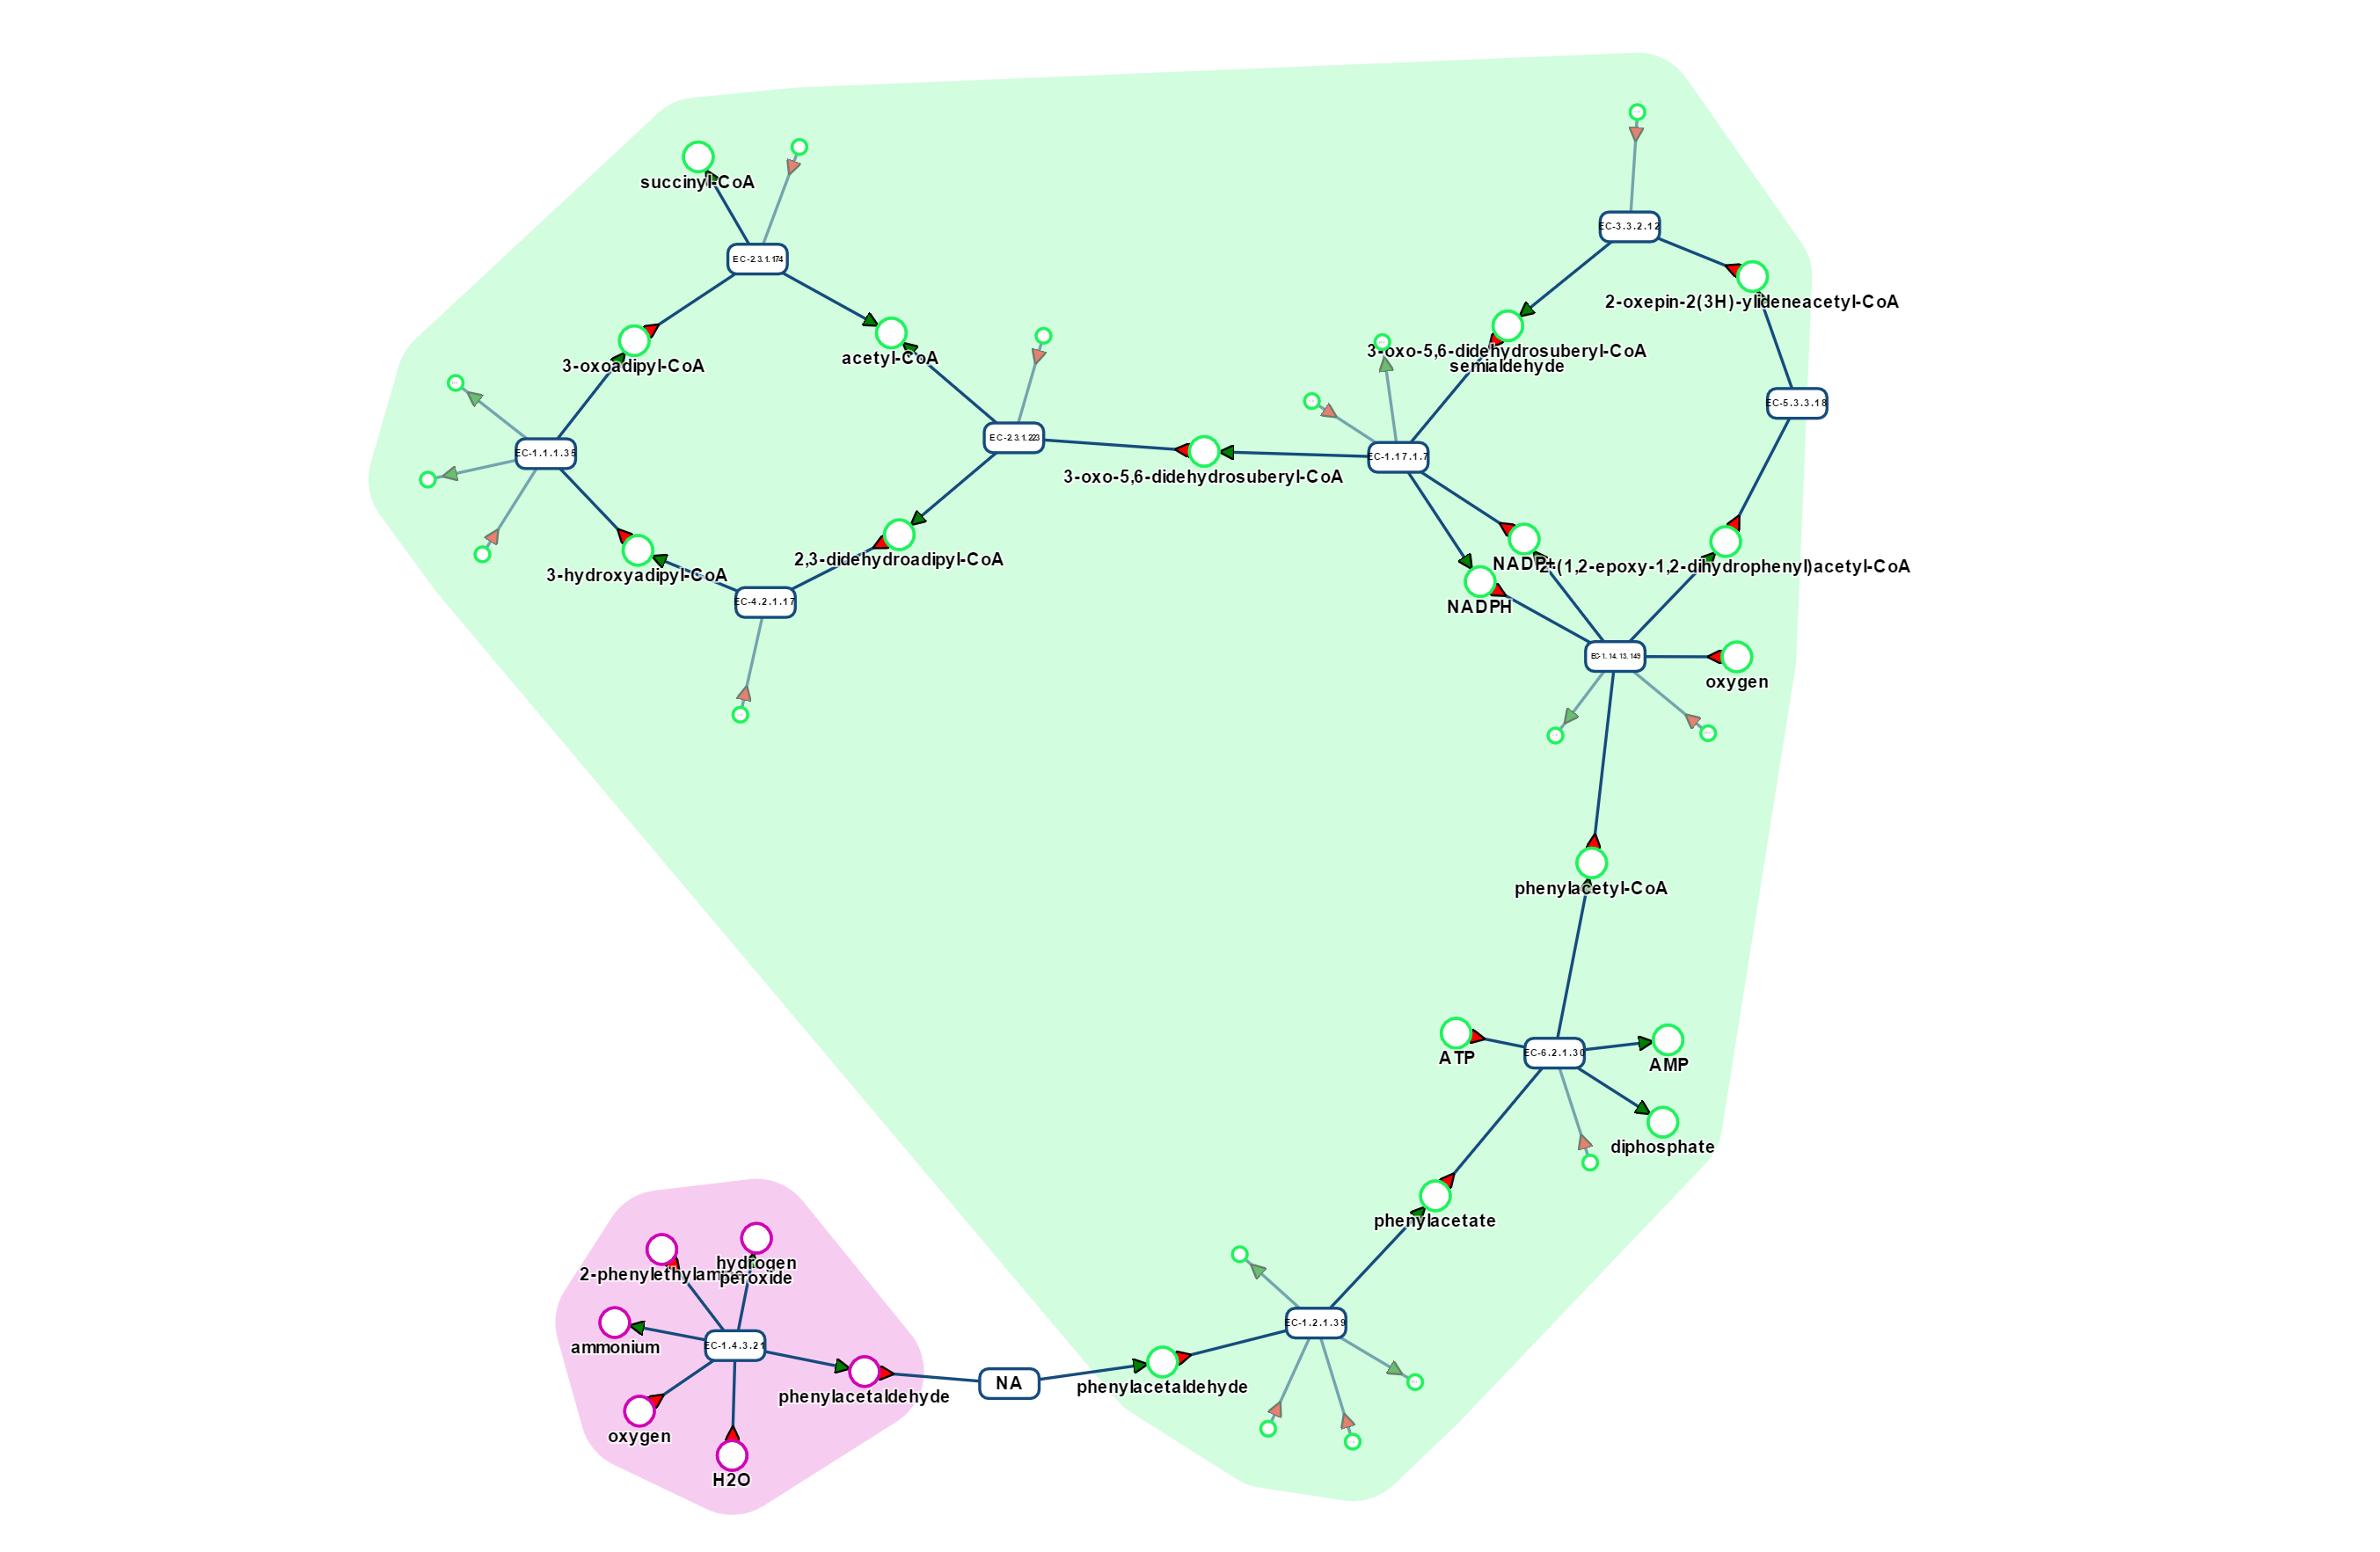 succinyl-CoA
EC-3.3.2.12
EC-2.3.1.174
2-oxepin-2(3H)-ylideneacetyl-CoA
3-oxo-5,6-didehydrosuberyl-CoA
semialdehyde
acetyl-CoA
3-oxoadipyl-CoA
EC-5.3.3.18
EC-2.3.1.223
EC-1.1.1.35
EC-1.17.1.7
3-oxo-5,6-didehydrosuberyl-CoA
2,3-didehydroadipyl-CoA
NADP+
2-(1,2-epoxy-1,2-dihydrophenyl)acetyl-CoA
3-hydroxyadipyl-CoA
EC-4.2.1.17
NADPH
EC-1.14.13.149
oxygen
phenylacetyl-CoA
EC-6.2.1.30
ATP
AMP
diphosphate
phenylacetate
hydrogen
peroxide
2-phenylethylamine
EC-1.2.1.39
ammonium
EC-1.4.3.21
NA
phenylacetaldehyde
phenylacetaldehyde
oxygen
H2O